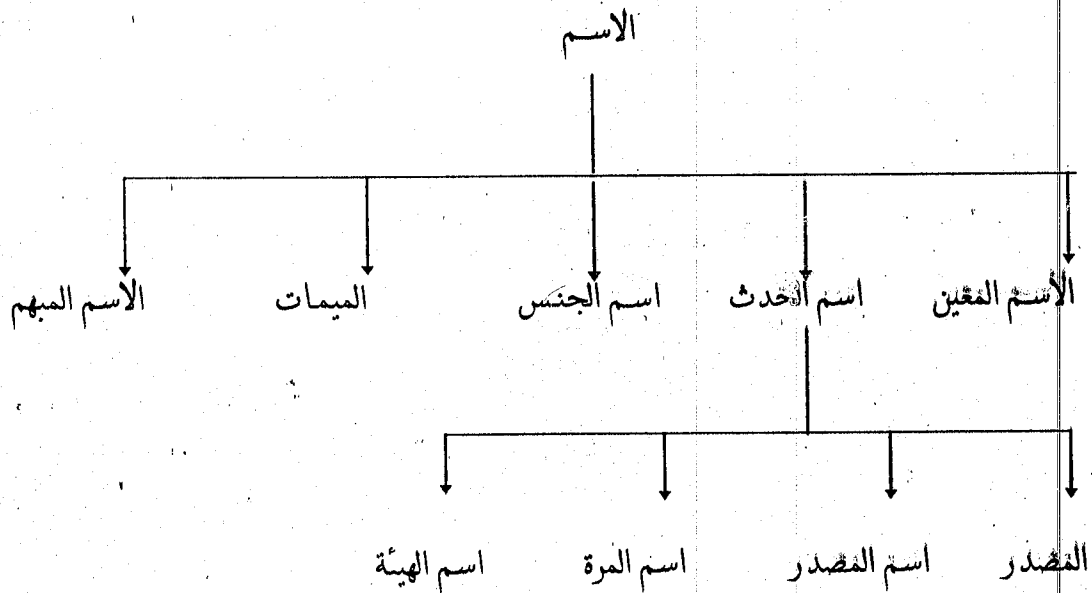 الاسم
الاسم المعين اسم الحدث اسم الجنس الميمات الاسم المبهم
المصدر اسم المصدر اسم المرة اسم الهيئة